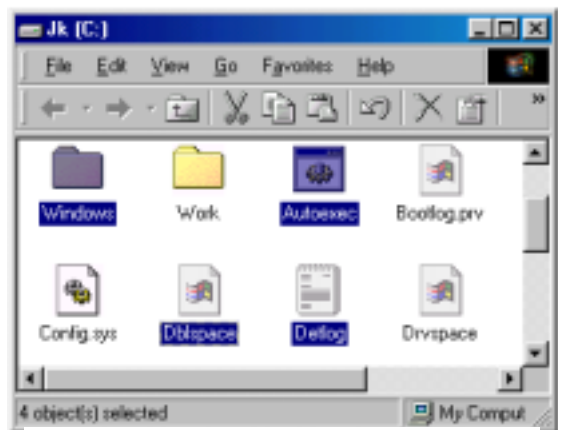 Jk (C:)
File Edit View Go Favorites Help
Windows Work Autoexec Bootlog.prv
Config.sys Dblspace Detlog Drvspace
4 object(s) selected My Comput